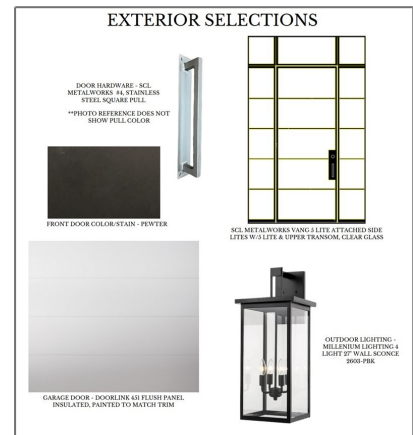 EXTERIOR SELECTIONS
DOOR HARDWARE - SCL
METALWORKS #4, STAINLESS
STEEL SQUARE PULL
**PHOTO REFERENCE DOES NOT
SHOW PULL COLOR
FRONT DOOR COLOR/STAIN - PEWTER
SCL METALWORKS VANG 5 LITE ATTACHED SIDE
LITES W/5 LITE & UPPER TRANSOM, CLEAR GLASS
GARAGE DOOR - DOORLINK 451 FLUSH PANEL
INSULATED, PAINTED TO MATCH TRIM
OUTDOOR LIGHTING -
MILLENIUM LIGHTING 4
LIGHT 27" WALL SCONCE
2603-PBK